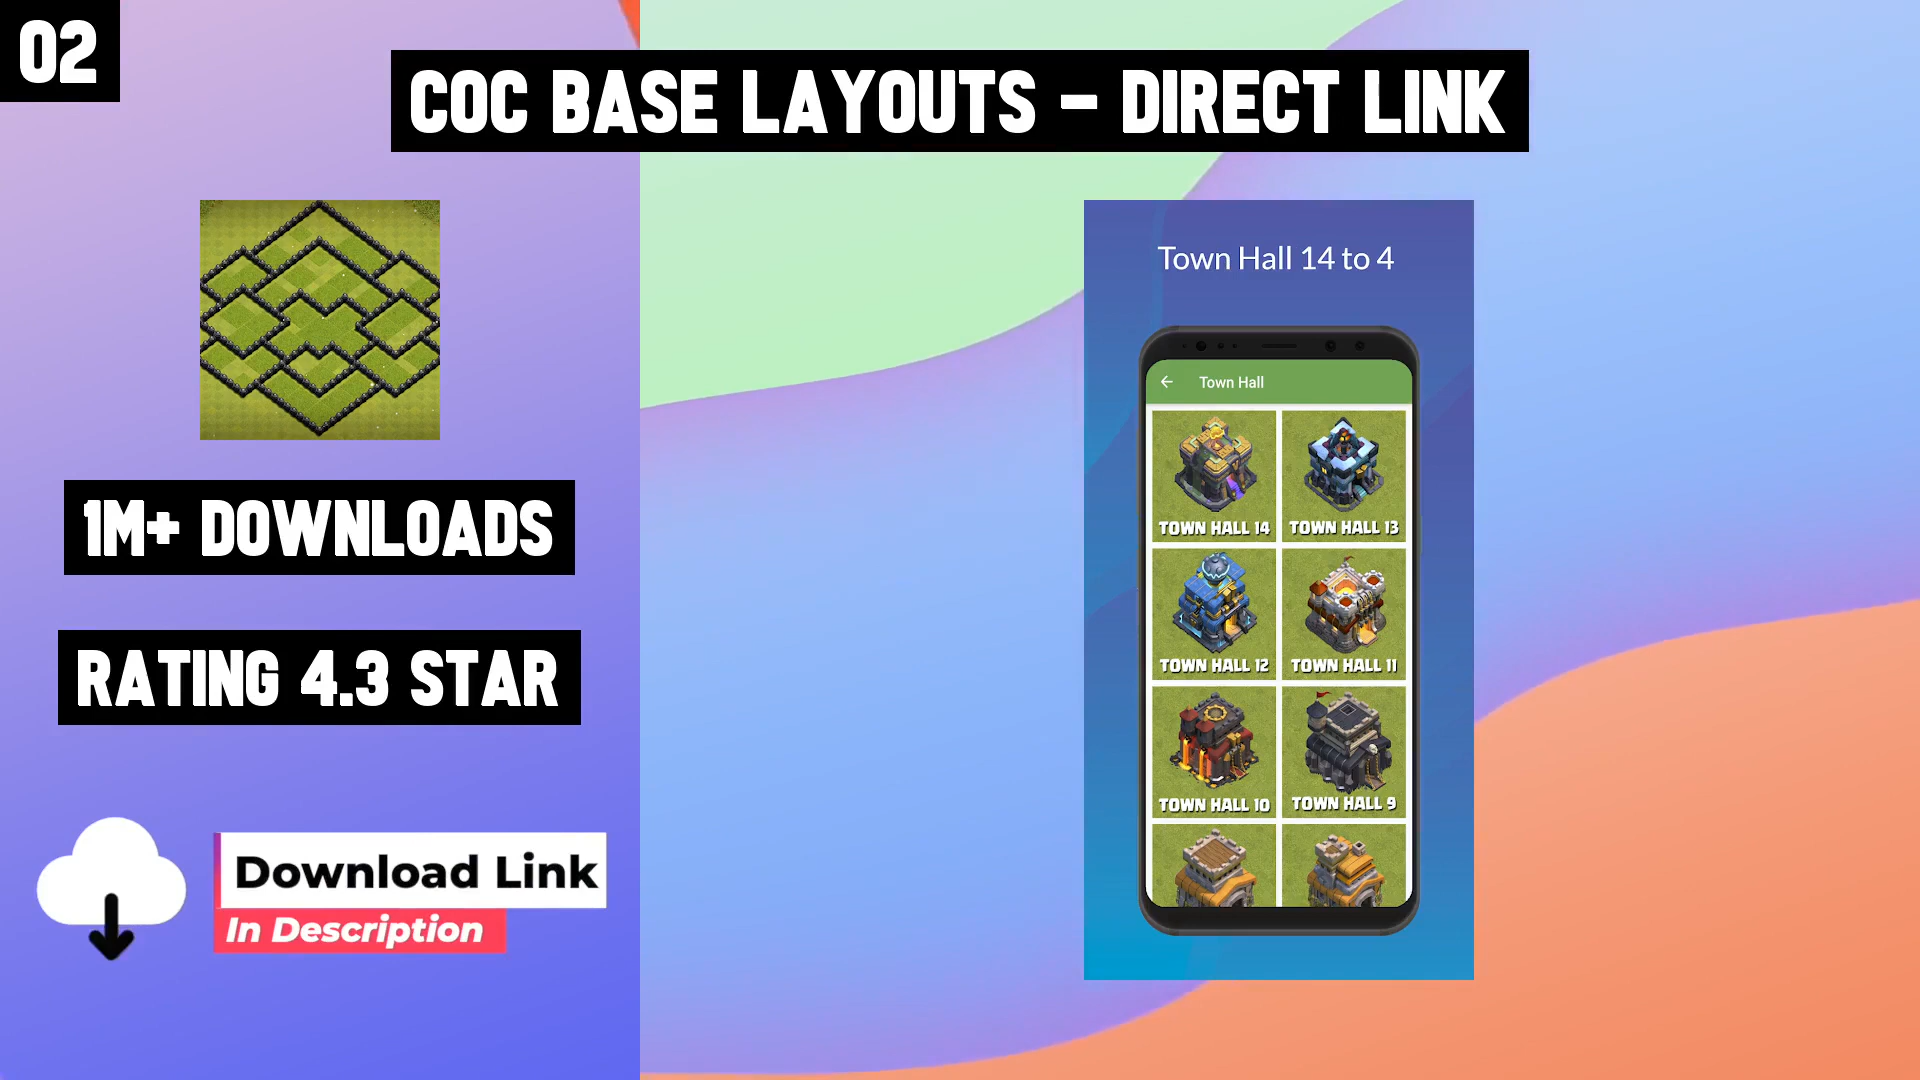 02
COC BASE LAYOUTS - DIRECT LINK
1M+ DOWNLOADS
RATING 4.3 STAR
Download Link
In Description
Town Hall 14 to 4
Town Hall
TOWN HALL 14
TOWN HALL 13
TOWN HALL 12
TOWN HALL 11
TOWN HALL 10
TOWN HALL 9